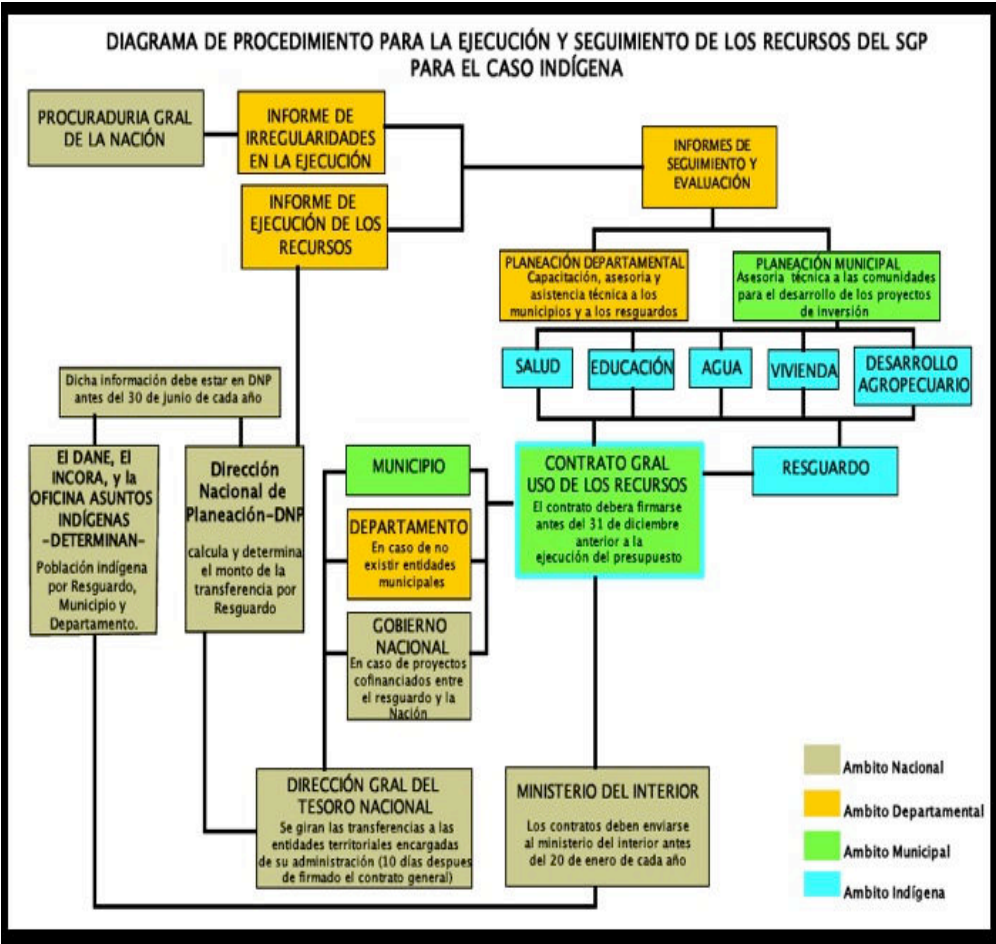 DIAGRAMA DE PROCEDIMIENTO PARA LA EJECUCIÓN Y SEGUIMIENTO DE LOS RECURSOS DEL SGP
PARA EL CASO INDÍGENA
PROCURADURIA GRAL
DE LA NACIÓN
INFORME DE
IRREGULARIDADES
EN LA EJECUCIÓN
INFORMES DE
SEGUIMIENTO Y
EVALUACIÓN
INFORME DE
EJECUCIÓN DE LOS
RECURSOS
PLANEACIÓN DEPARTAMENTAL
Capacitación, asesoria y
asistencia técnica a los
municipios y a los resguardos
PLANEACIÓN MUNICIPAL
Asesoria técnica a las comunidades
para el desarrollo de los proyectos
de inversión
SALUD
EDUCACIÓN
AGUA
VIVIENDA
DESARROLLO
AGROPECUARIO
Dicha información debe estar en DNP
antes del 30 de junio de cada año
El DANE, El
INCORA, y la
OFICINA ASUNTOS
INDÍGENAS
-DETERMINAN-
Población indígena
por Resguardo,
Municipio y
Departamento.
Dirección
Nacional de
Planeación-DNP
calcula y determina
el monto de la
transferencia por
Resguardo
MUNICIPIO
DEPARTAMENTO
En caso de no
existir entidades
municipales
GOBIERNO
NACIONAL
En caso de proyectos
cofinanciados entre
el resguardo y la
Nación
CONTRATO GRAL
USO DE LOS RECURSOS
El contrato debera firmarse
antes del 31 de diciembre
anterior a la
ejecución del presupuesto
RESGUARDO
DIRECCIÓN GRAL DEL
TESORO NACIONAL
Se giran las transferencias a las
entidades territoriales encargadas
de su administración (10 días despues
de firmado el contrato general)
MINISTERIO DEL INTERIOR
Los contratos deben enviarse
al ministerio del interior antes
del 20 de enero de cada año
Ambito Nacional
Ambito Departamental
Ambito Municipal
Ambito Indígena